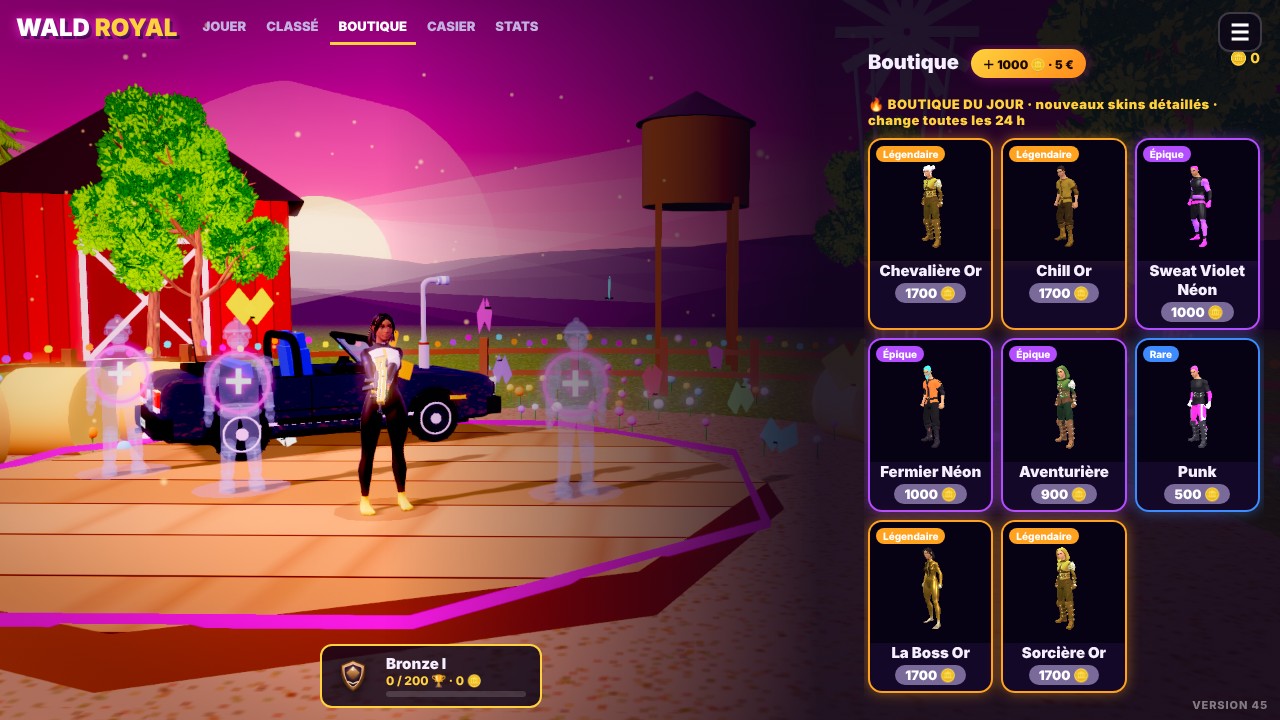 WALD ROYAL
JOUER CLASSÉ BOUTIQUE CASIER STATS
0
Boutique
+ 1000 · 5 €
BOUTIQUE DU JOUR · nouveaux skins détaillés ·
change toutes les 24 h
Légendaire
Chevalière Or
1700
Légendaire
Chill Or
1700
Épique
Sweat Violet
Néon
1000
Épique
Fermier Néon
1000
Épique
Aventurière
900
Rare
Punk
500
Légendaire
La Boss Or
1700
Légendaire
Sorcière Or
1700
Bronze I
0 / 200 🏆 · 0
VERSION 45